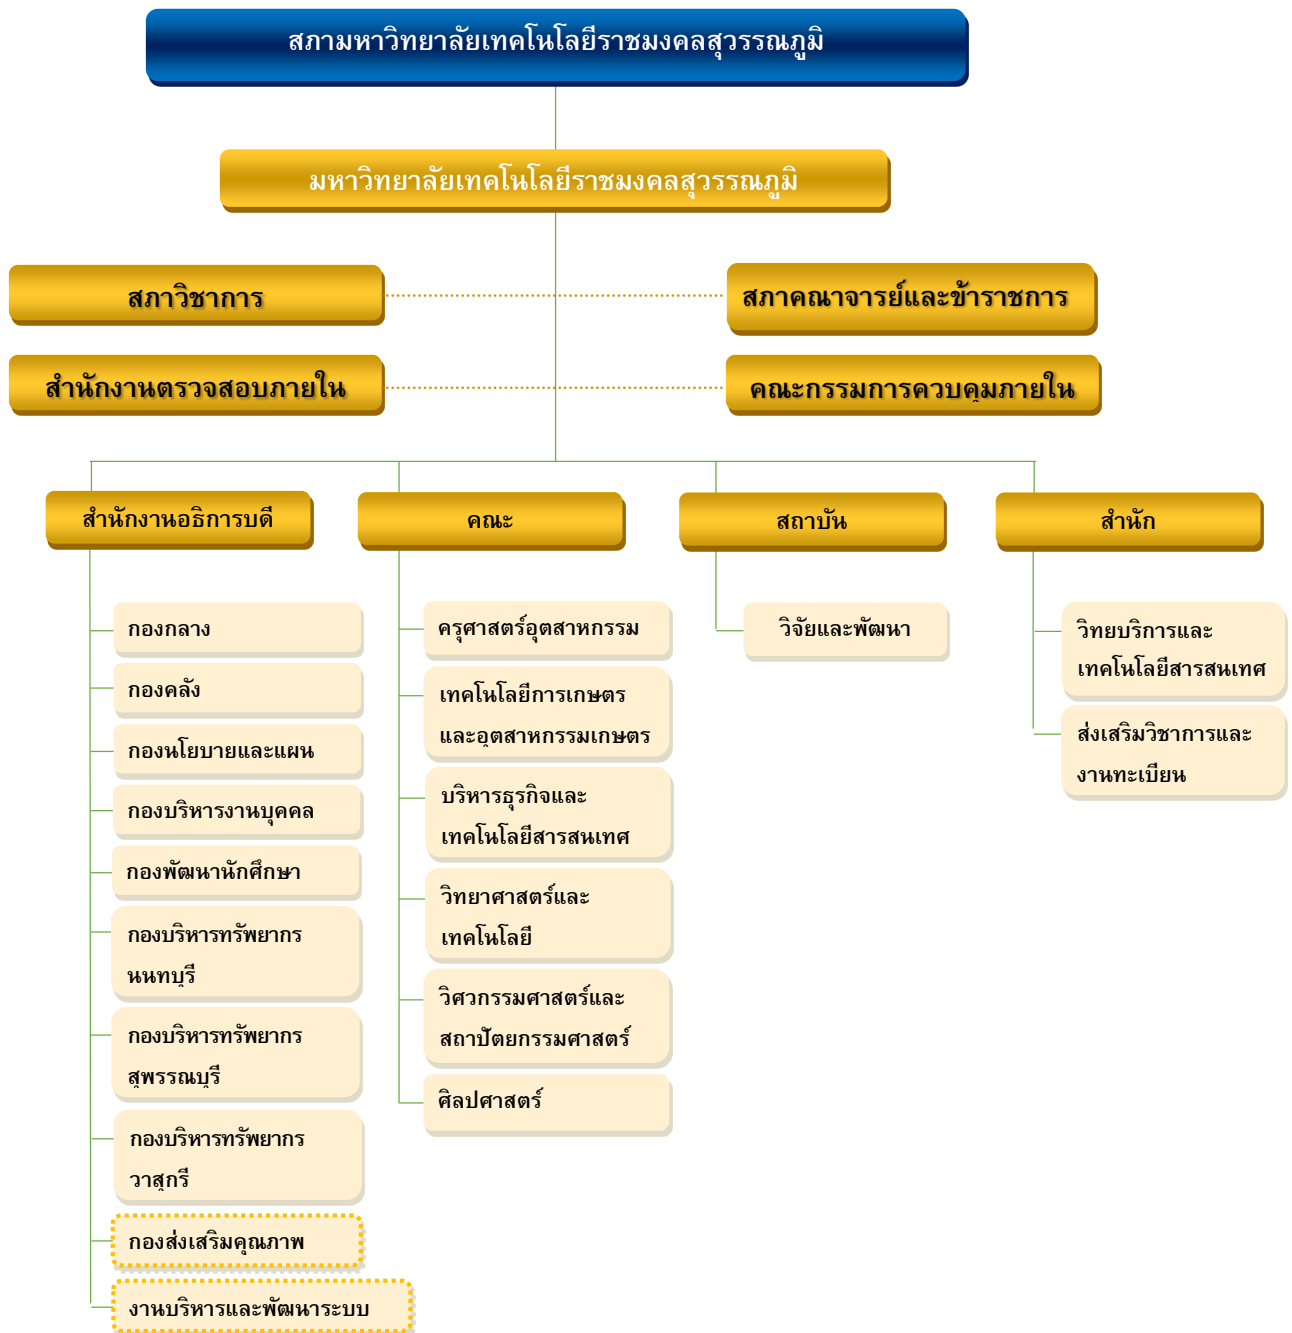 สภามหาวิทยาลัยเทคโนโลยีราชมงคลสุวรรณภูมิ
มหาวิทยาลัยเทคโนโลยีราชมงคลสุวรรณภูมิ
สภาวิชาการ
สภาคณาจารย์และข้าราชการ
สำนักงานตรวจสอบภายใน
คณะกรรมการควบคุมภายใน
สำนักงานอธิการบดี
กองกลาง
กองคลัง
กองนโยบายและแผน
กองบริหารงานบุคคล
กองพัฒนานักศึกษา
กองบริหารทรัพยากร
นนทบุรี
กองบริหารทรัพยากร
สุพรรณบุรี
กองบริหารทรัพยากร
วาสุกรี
กองส่งเสริมคุณภาพ
งานบริหารและพัฒนาระบบ
คณะ
ครุศาสตร์อุตสาหกรรม
เทคโนโลยีการเกษตร
และอุตสาหกรรมเกษตร
บริหารธุรกิจและ
เทคโนโลยีสารสนเทศ
วิทยาศาสตร์และ
เทคโนโลยี
วิศวกรรมศาสตร์และ
สถาปัตยกรรมศาสตร์
ศิลปศาสตร์
สถาบัน
วิจัยและพัฒนา
สำนัก
วิทยบริการและ
เทคโนโลยีสารสนเทศ
ส่งเสริมวิชาการและ
งานทะเบียน